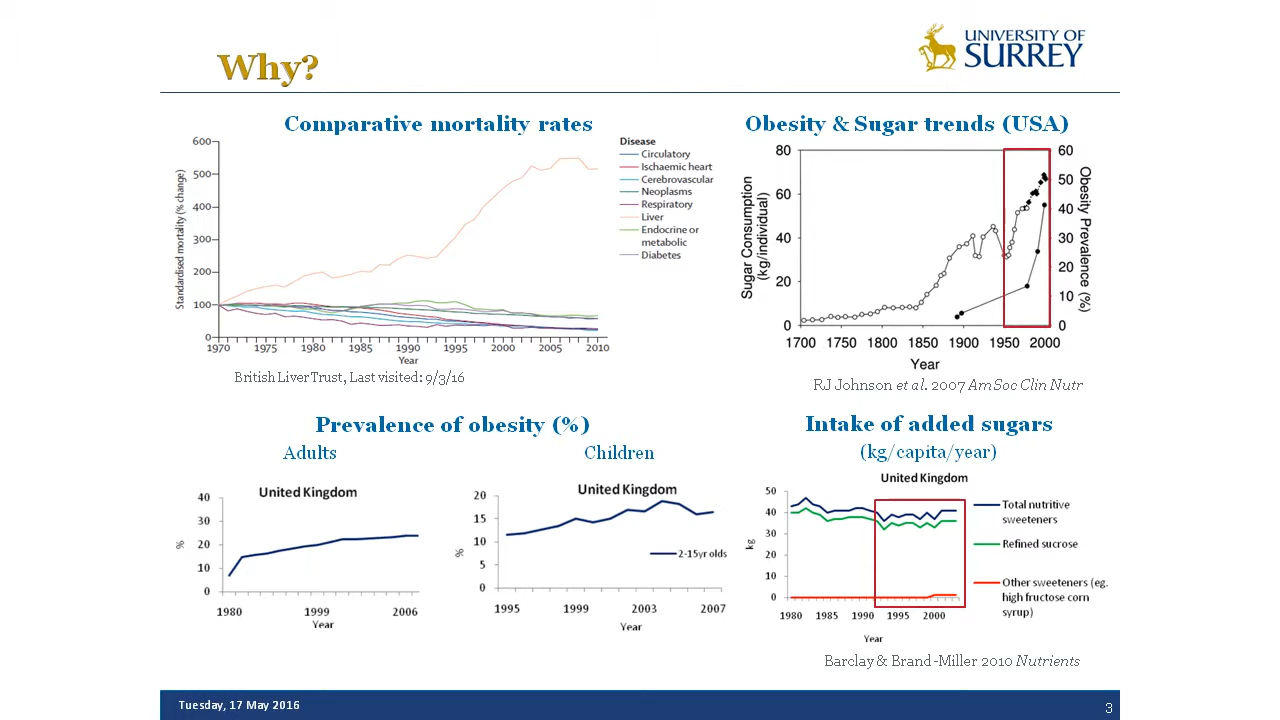 Why?
UNIVERSITY OF
SURREY
Comparative mortality rates
Standardised mortality (% change)
600
500
400
300
200
100
0
1970 1975 1980 1985 1990 1995 2000 2005 2010
Year
Disease
Circulatory
Ischaemic heart
Cerebrovascular
Neoplasms
Respiratory
Liver
Endocrine or
metabolic
Diabetes
British Liver Trust, Last visited: 9/3/16
Obesity & Sugar trends (USA)
Sugar Consumption
(kg/individual)
80
60
40
20
0
60
50
40
30
20
10
0
Obesity Prevalence (%)
1700 1750 1800 1850 1900 1950 2000
Year
RJ Johnson et al. 2007 Am Soc Clin Nutr
Prevalence of obesity (%)
Adults
United Kingdom
%
40
30
20
10
0
1980 1999 2006
Year
Children
United Kingdom
%
20
15
10
5
0
2-15yr olds
1995 1999 2003 2007
Year
Intake of added sugars
(kg/capita/year)
United Kingdom
kg
50
40
30
20
10
0
1980 1985 1990 1995 2000
Year
Total nutritive
sweeteners
Refined sucrose
Other sweeteners (eg.
high fructose corn
syrup)
Barclay & Brand-Miller 2010 Nutrients
Tuesday, 17 May 2016
3